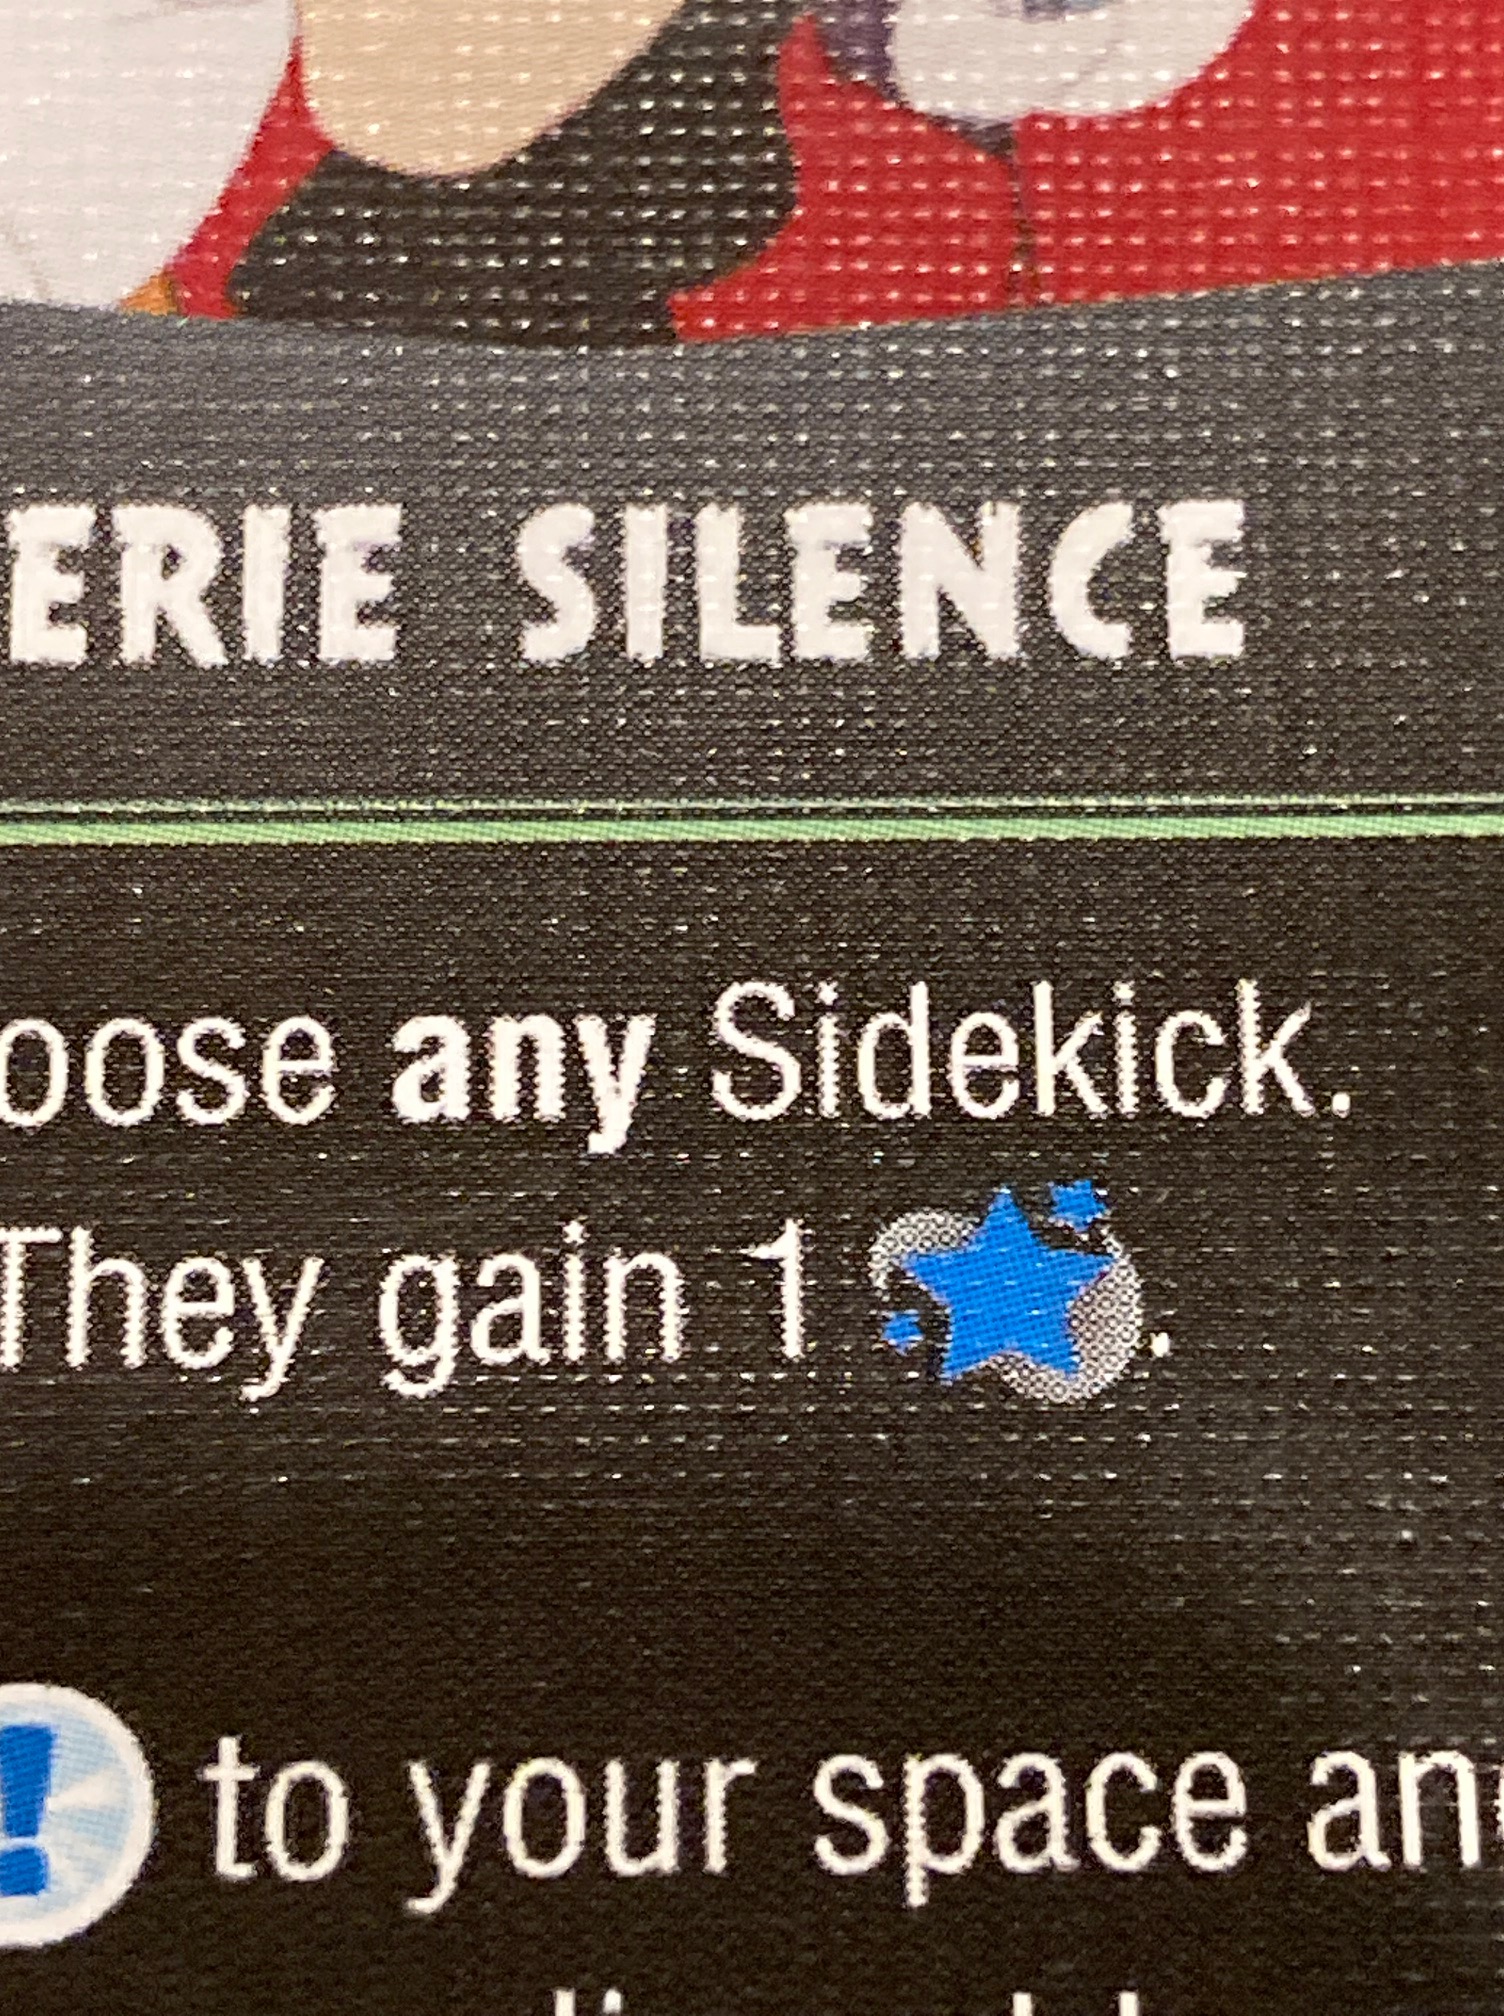 ERIE SILENCE
oose any Sidekick.
They gain 1 .
! to your space an